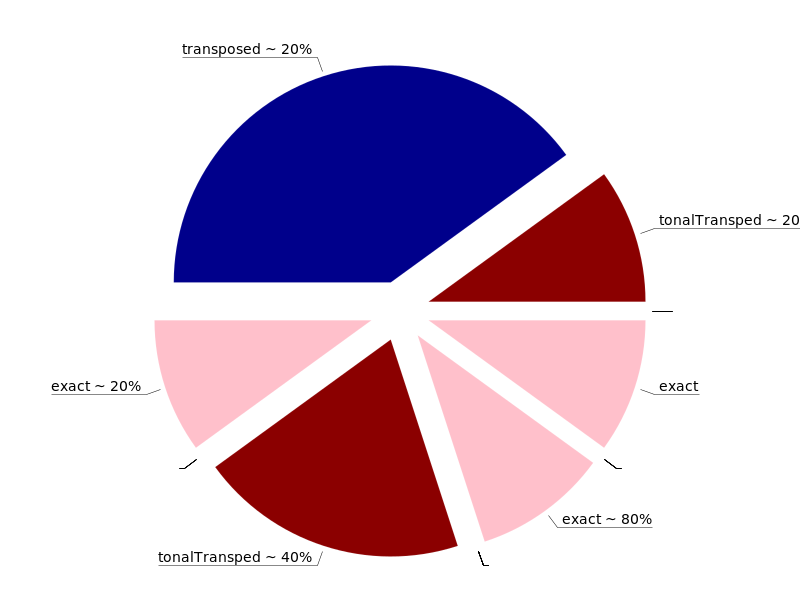 transposed ~ 20%
tonalTransped ~ 20
exact ~ 20%
exact
exact ~ 80%
tonalTransped ~ 40%